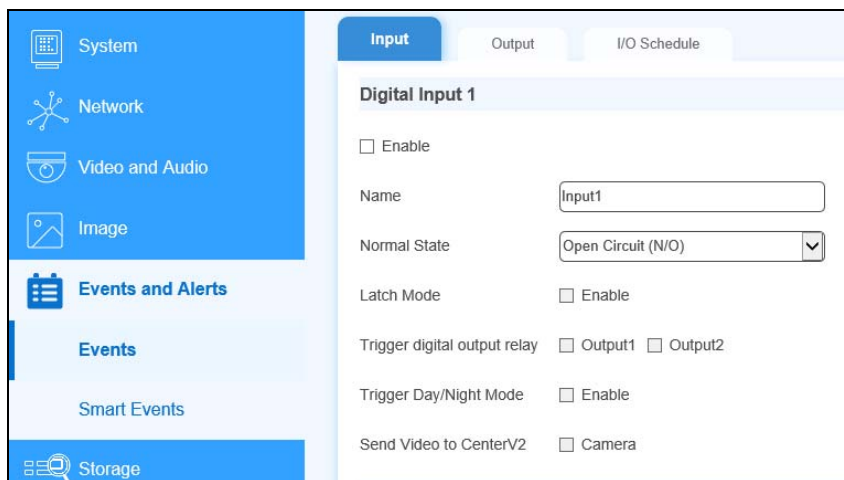 System
Network
Video and Audio
Image
Events and Alerts
Events
Smart Events
Storage
Input Output I/O Schedule
Digital Input 1
Enable
Name Input1
Normal State Open Circuit (N/O)
Latch Mode Enable
Trigger digital output relay Output1 Output2
Trigger Day/Night Mode Enable
Send Video to CenterV2 Camera